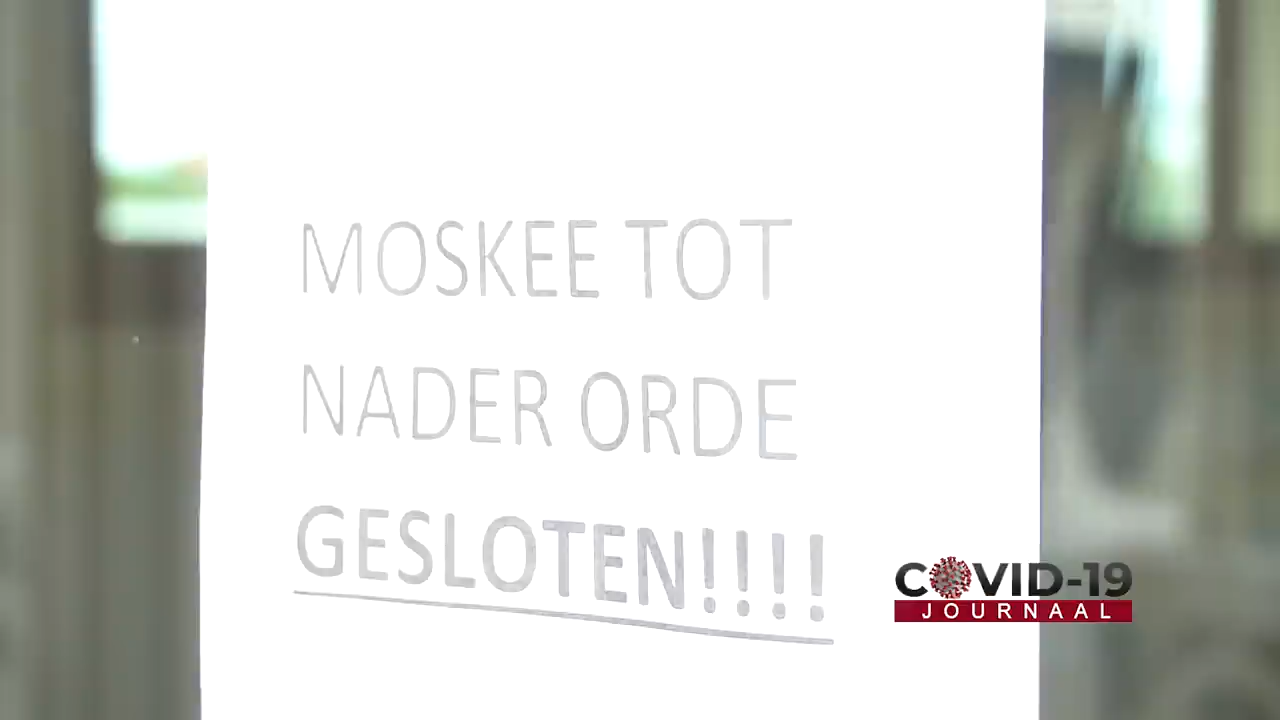 MOSKEE TOT
NADER ORDE
GESLOTEN!!!!
COVID-19
JOURNAAL